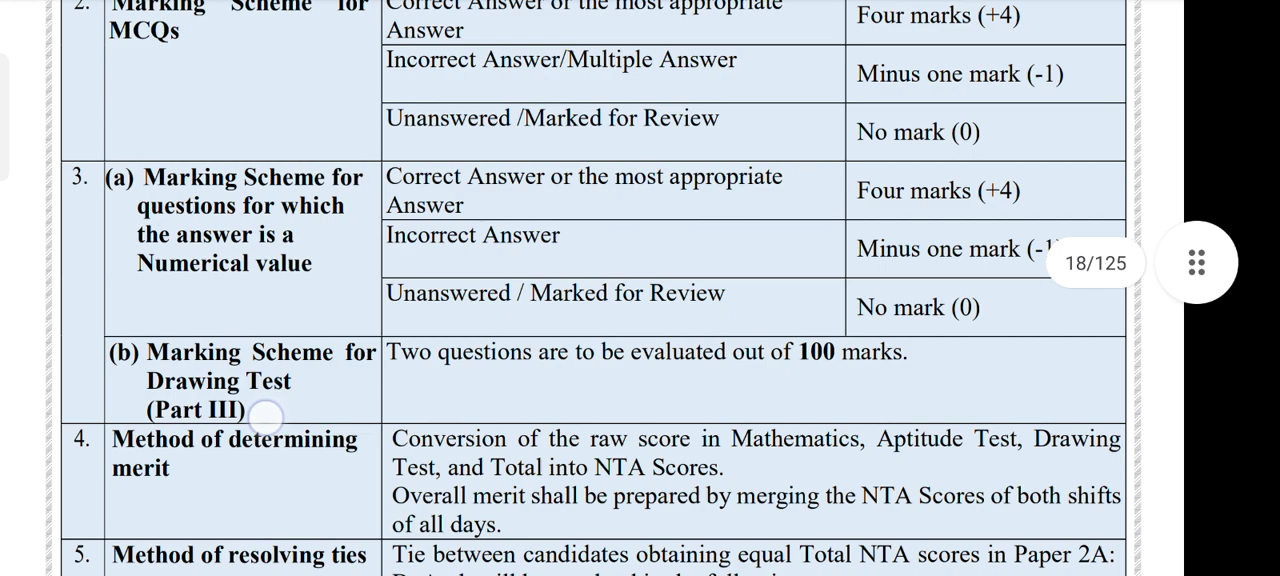 2. Marking Scheme for
MCQs
Correct Answer or the most appropriate
Answer
Four marks (+4)
Incorrect Answer/Multiple Answer
Minus one mark (-1)
Unanswered /Marked for Review
No mark (0)
3. (a) Marking Scheme for
questions for which
the answer is a
Numerical value
Correct Answer or the most appropriate
Answer
Four marks (+4)
Incorrect Answer
Minus one mark (-1
18/125
Unanswered / Marked for Review
No mark (0)
(b) Marking Scheme for
Drawing Test
(Part III)
Two questions are to be evaluated out of 100 marks.
4. Method of determining
merit
Conversion of the raw score in Mathematics, Aptitude Test, Drawing
Test, and Total into NTA Scores.
Overall merit shall be prepared by merging the NTA Scores of both shifts
of all days.
5. Method of resolving ties
Tie between candidates obtaining equal Total NTA scores in Paper 2A: